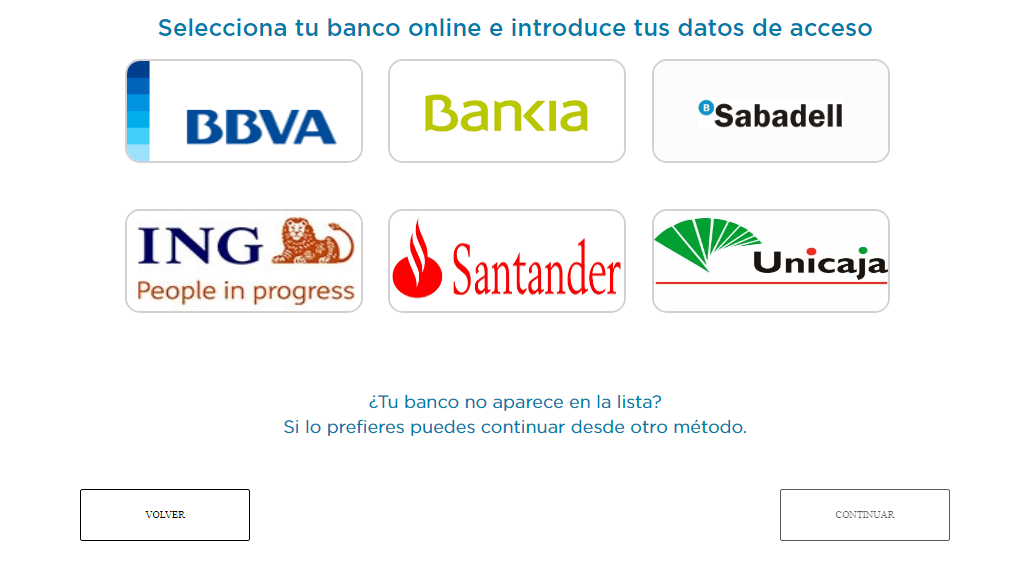 Selecciona tu banco online e introduce tus datos de acceso
BBVA
Bankia
B Sabadell
ING
People in progress
Santander
Unicaja
¿Tu banco no aparece en la lista?
Si lo prefieres puedes continuar desde otro método.
VOLVER
CONTINUAR